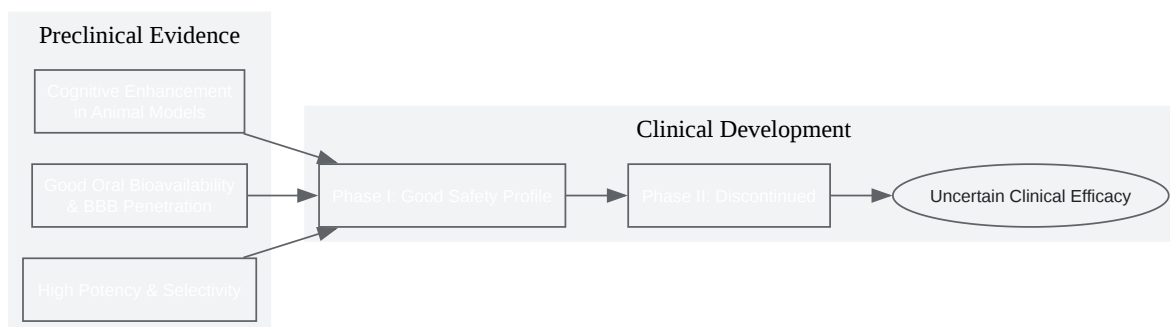 Preclinical Evidence
Cognitive Enhancement
in Animal Models
Good Oral Bioavailability
& BBB Penetration
High Potency & Selectivity
Clinical Development
Phase I: Good Safety Profile
Phase II: Discontinued
Uncertain Clinical Efficacy